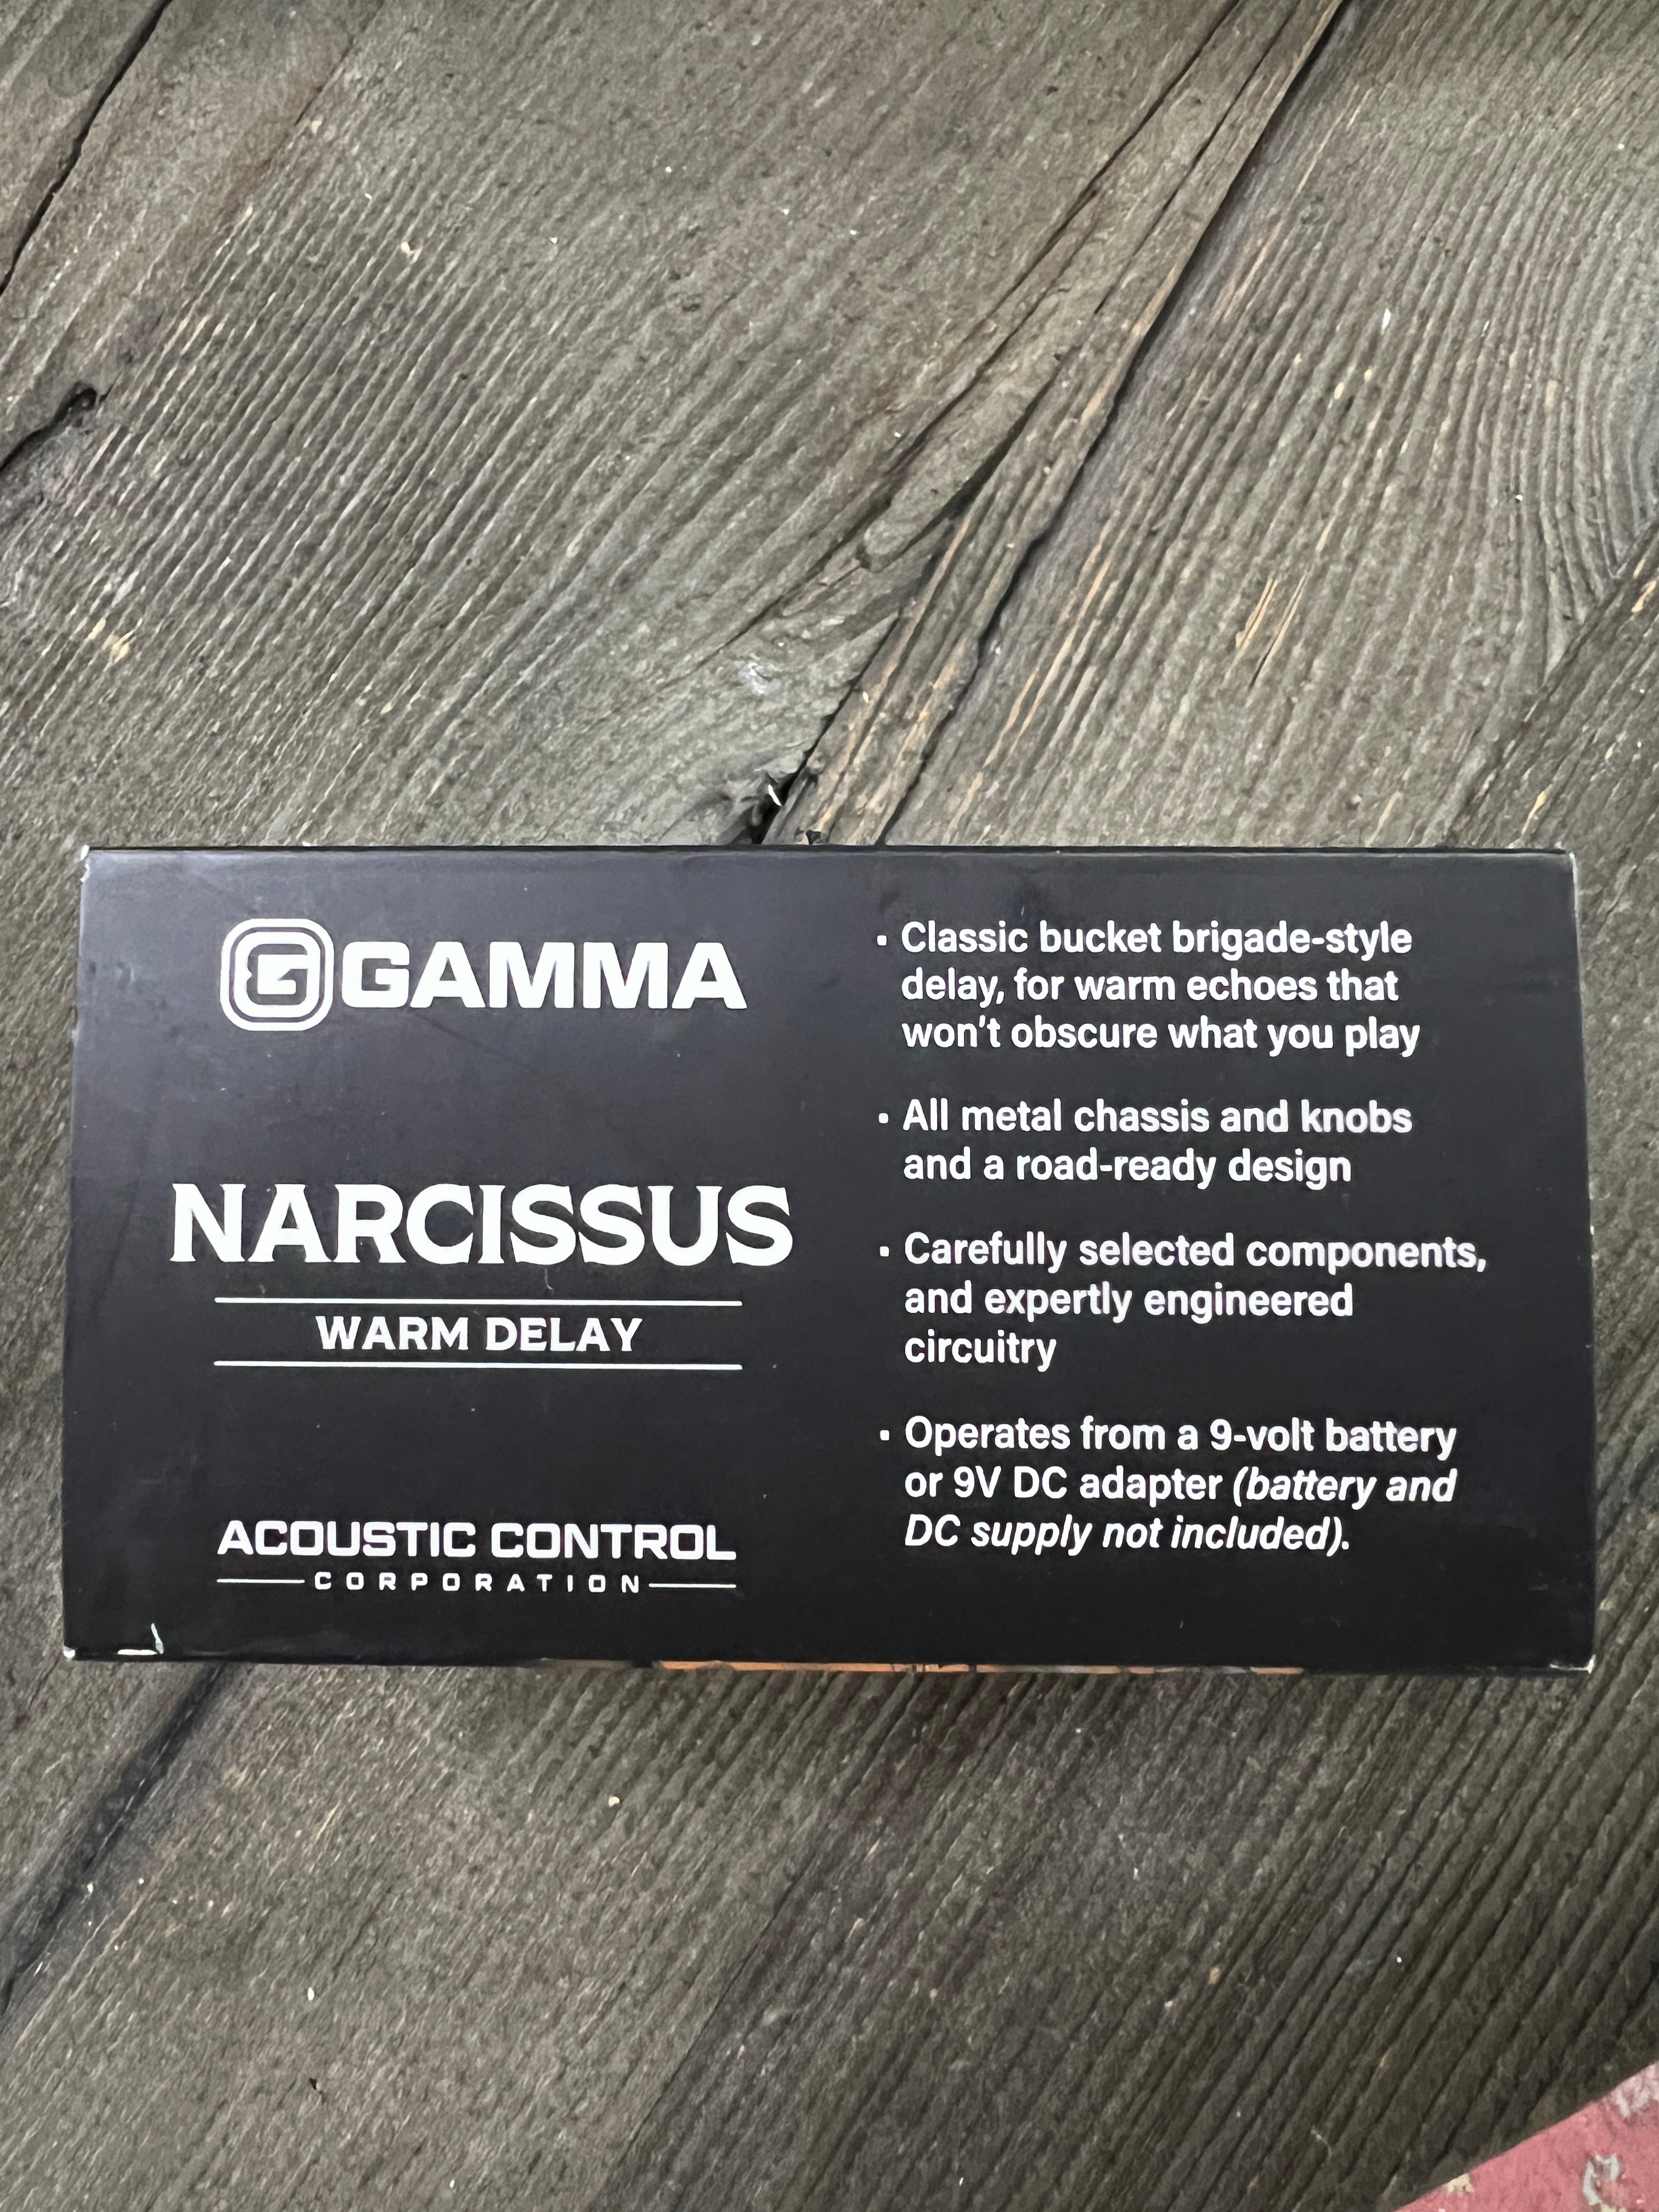 GAMMA
NARCISSUS
WARM DELAY
ACOUSTIC CONTROL
CORPORATION
· Classic bucket brigade-style
delay, for warm echoes that
won't obscure what you play
· All metal chassis and knobs
and a road-ready design
· Carefully selected components,
and expertly engineered
circuitry
· Operates from a 9-volt battery
or 9V DC adapter (battery and
DC supply not included).